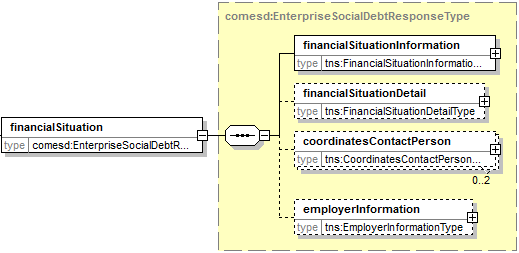 comesd:EnterpriseSocialDebtResponseType
financialSituationInformation
type tns:FinancialSituationInformatio...
financialSituationDetail
type tns:FinancialSituationDetailType
financialSituation
type comesd:EnterpriseSocialDebtR...
coordinatesContactPerson
type tns:CoordinatesContactPerson...
0..2
employerInformation
type tns:EmployerInformationType